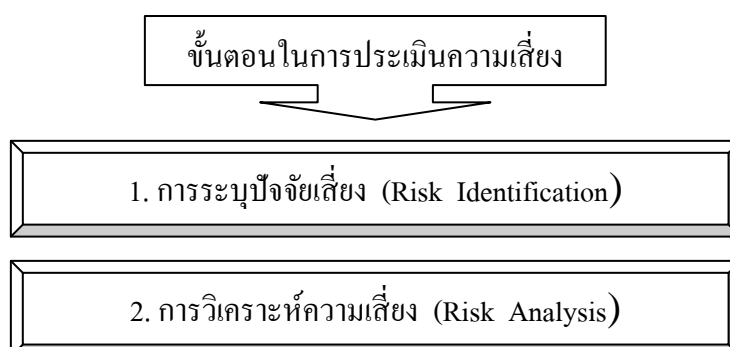 ขั้นตอนในการประเมินความเสี่ยง
1. การระบุปัจจัยเสี่ยง (Risk Identification)
2. การวิเคราะห์ความเสี่ยง (Risk Analysis)